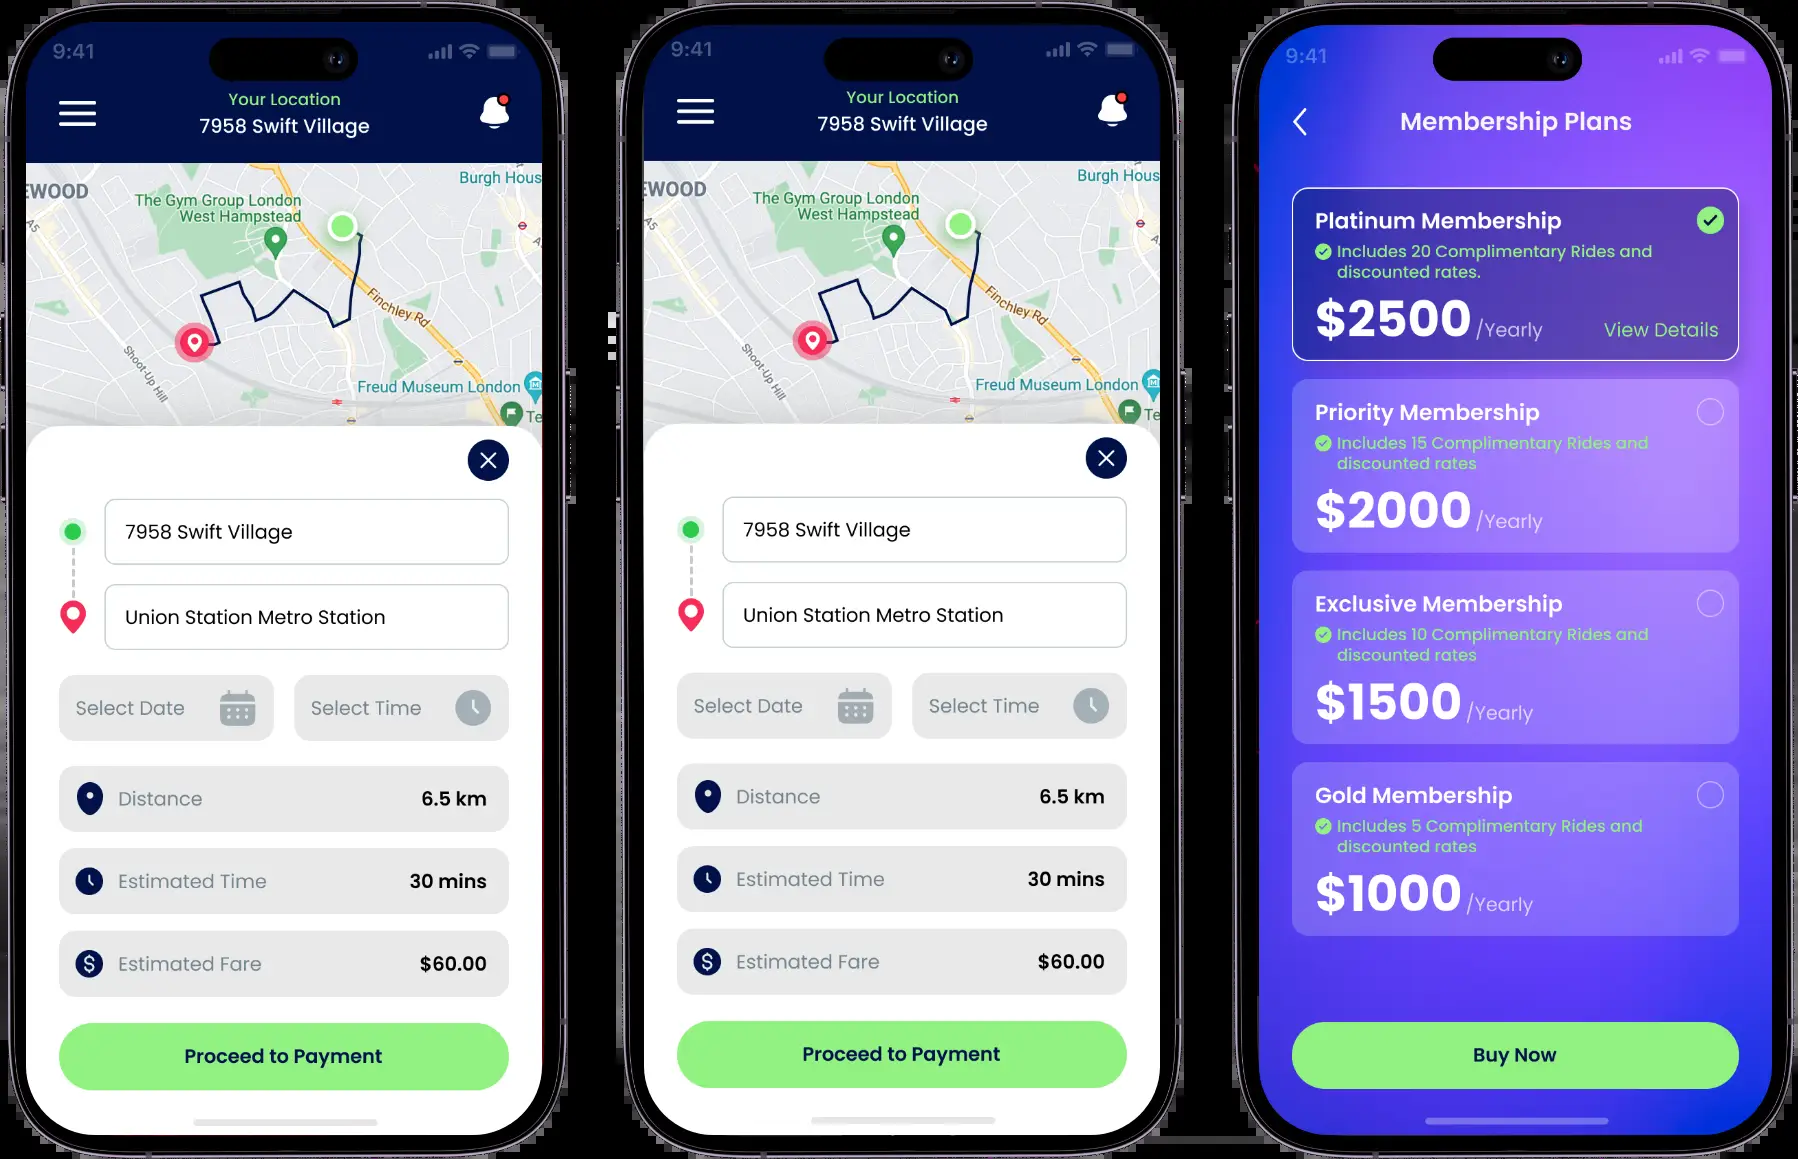 9:41
Your Location
7958 Swift Village
EWOOD
Burgh Hous
The Gym Group London
West Hampstead
A5
A
Finchley Rd
Shoot-Up Hill
Freud Museum London
Te
7958 Swift Village
Union Station Metro Station
Select Date
Select Time
Distance
6.5 km
Estimated Time
30 mins
$
Estimated Fare
$60.00
Proceed to Payment
9:41
Your Location
7958 Swift Village
EWOOD
Burgh Hous
The Gym Group London
West Hampstead
A5
A
Finchley Rd
Shoot-Up Hill
Freud Museum London
Te
7958 Swift Village
Union Station Metro Station
Select Date
Select Time
Distance
6.5 km
Estimated Time
30 mins
$
Estimated Fare
$60.00
Proceed to Payment
9:41
Membership Plans
Platinum Membership
Includes 20 Complimentary Rides and
discounted rates.
$2500 /Yearly
View Details
Priority Membership
Includes 15 Complimentary Rides and
discounted rates
$2000 /Yearly
Exclusive Membership
Includes 10 Complimentary Rides and
discounted rates
$1500 /Yearly
Gold Membership
Includes 5 Complimentary Rides and
discounted rates
$1000 /Yearly
Buy Now